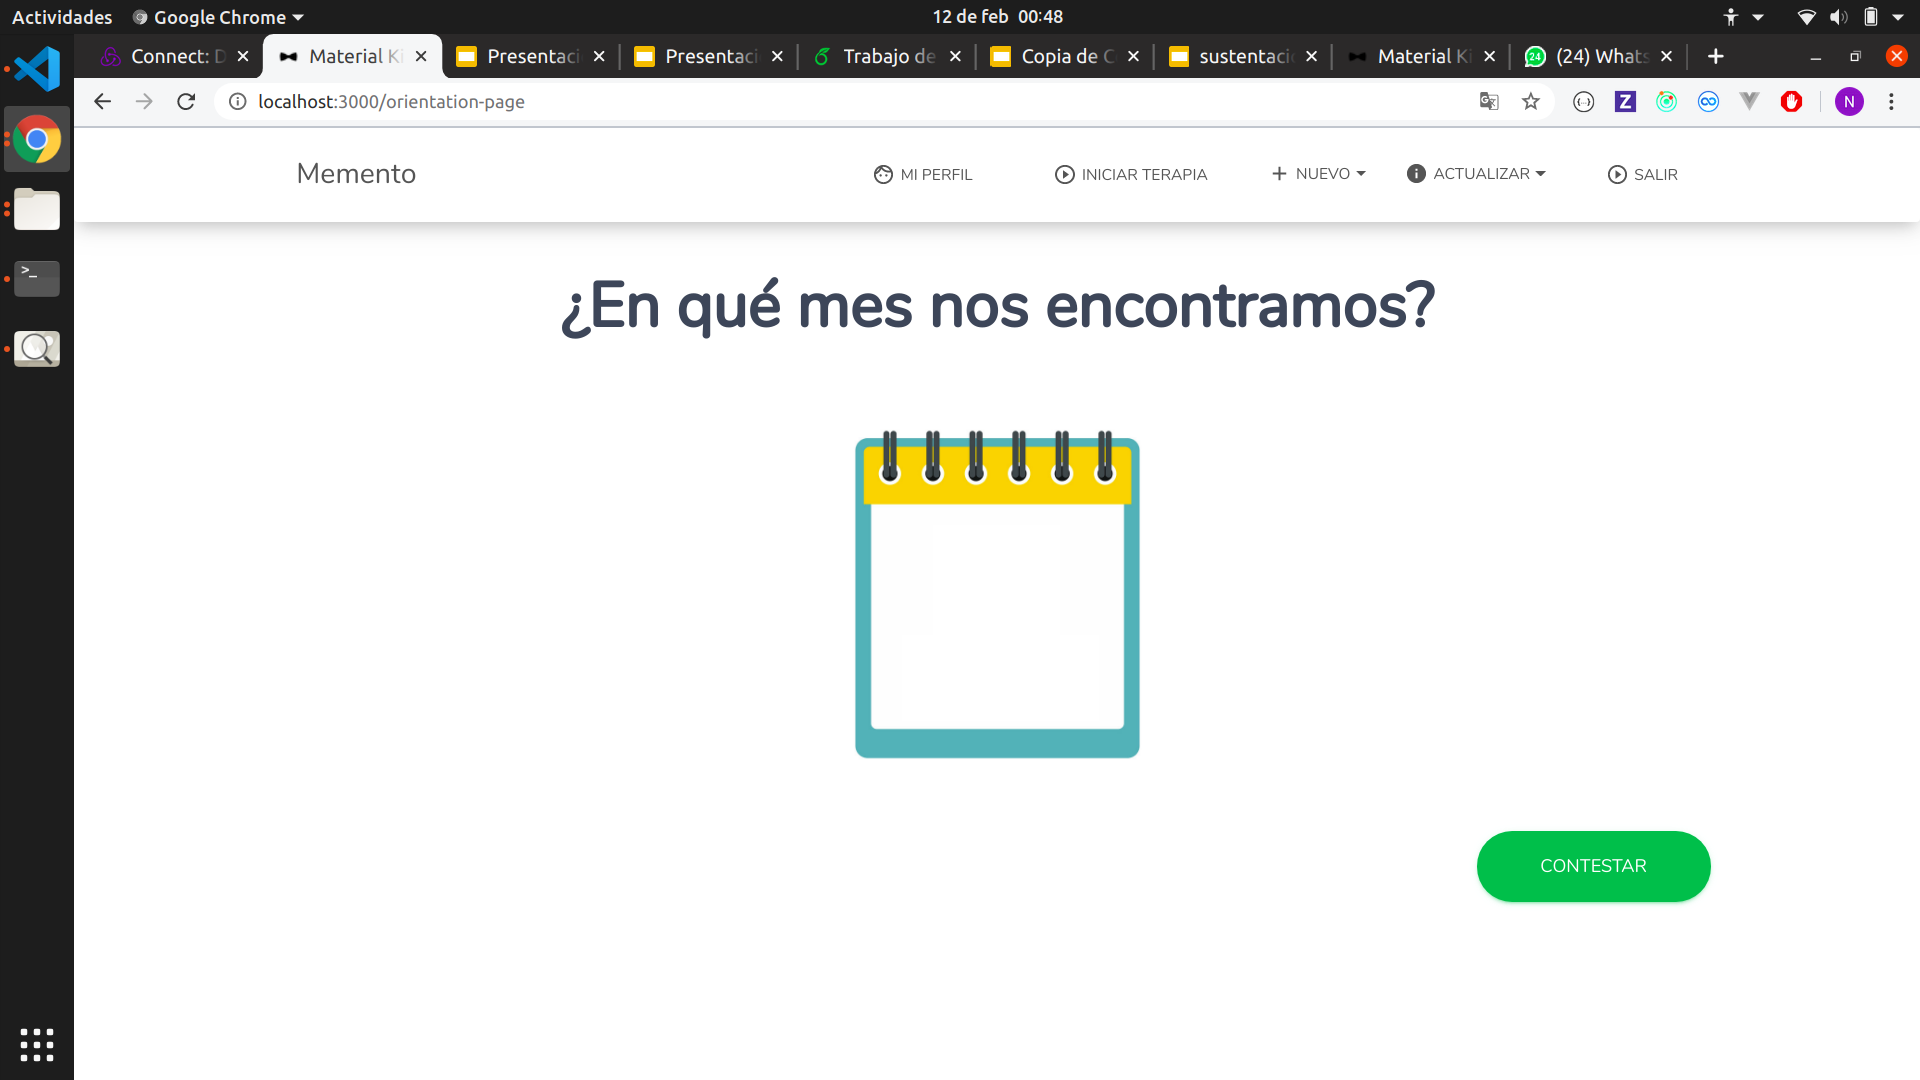 Actividades Google Chrome 12 de feb 00:48
Connect: D Material Ki Presentaci Presentaci Trabajo de Copia de C sustentaci Material Ki (24) Whats
localhost:3000/orientation-page N
Memento MI PERFIL INICIAR TERAPIA NUEVO ACTUALIZAR SALIR
¿En qué mes nos encontramos?
CONTESTAR